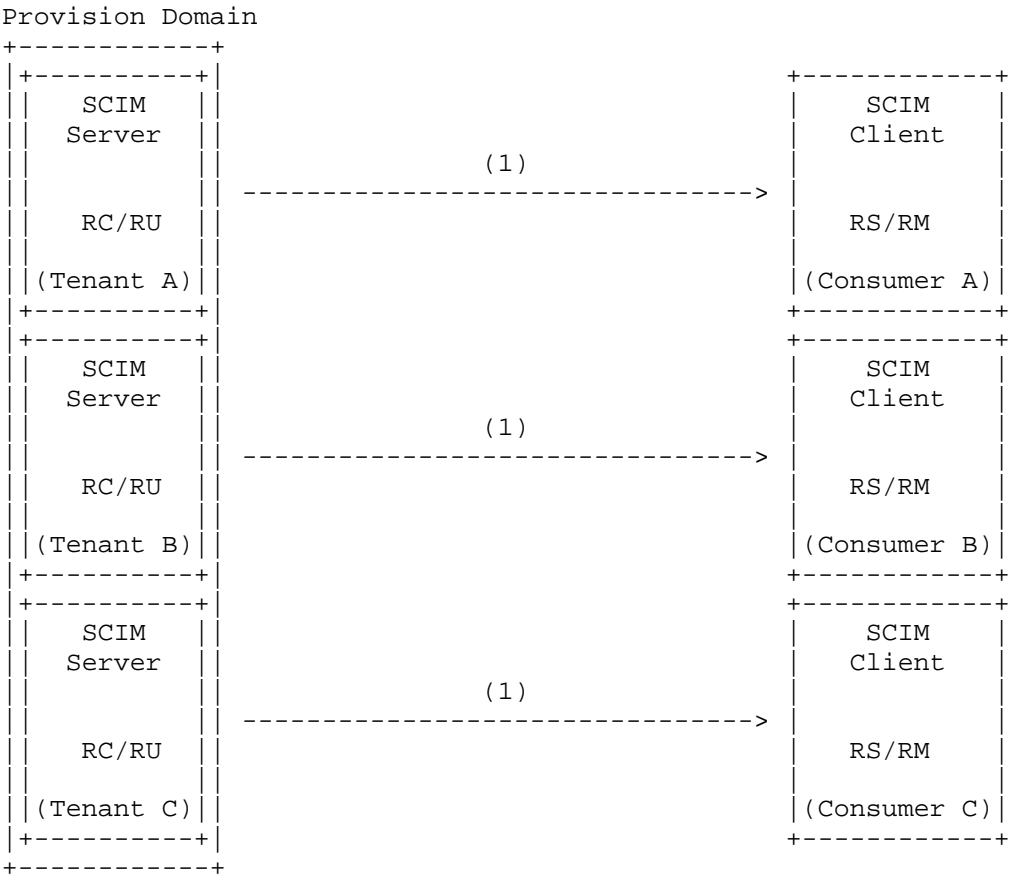 Provision Domain
SCIM Server
SCIM Client
(1)
RC/RU
RS/RM
(Tenant A)
(Consumer A)
SCIM Server
SCIM Client
(1)
RC/RU
RS/RM
(Tenant B)
(Consumer B)
SCIM Server
SCIM Client
(1)
RC/RU
RS/RM
(Tenant C)
(Consumer C)